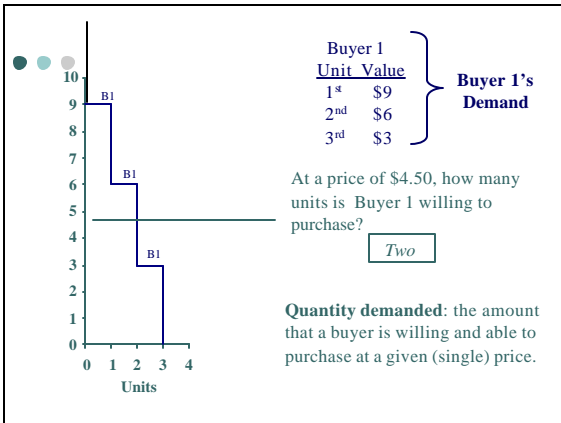 Buyer 1
Unit Value
1st $9
2nd $6
3rd $3
Buyer 1's
Demand
10
9
8
7
6
5
4
3
2
1
0
B1
B1
B1
0 1 2 3 4
Units
At a price of $4.50, how many
units is Buyer 1 willing to
purchase?
Two
Quantity demanded: the amount
that a buyer is willing and able to
purchase at a given (single) price.